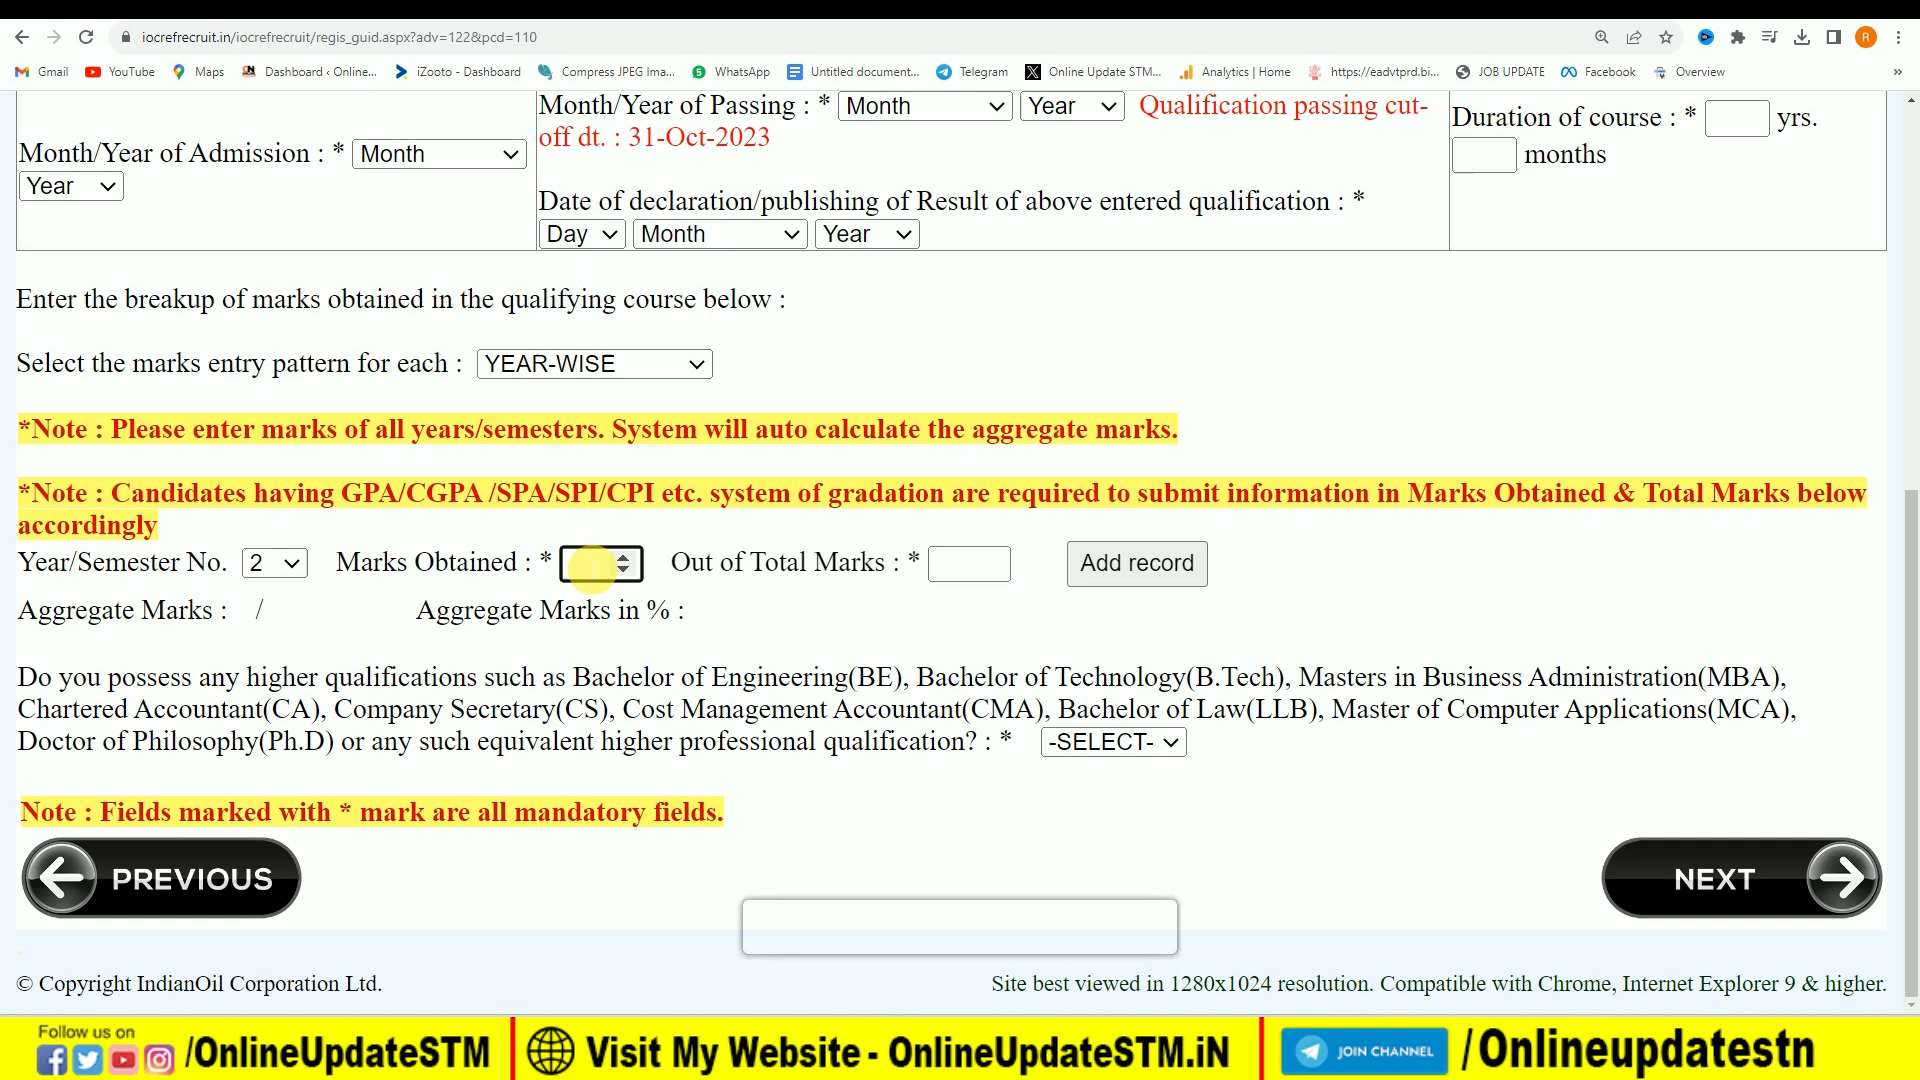 iocrefrecruit.in/iocrefrecruit/regis_guid.aspx?adv=122&pcd=110
R
Gmail YouTube Maps Dashboard ‹ Online... iZooto - Dashboard Compress JPEG Ima... WhatsApp Untitled document... Telegram Online Update STM... Analytics | Home https://eadvtprd.bi... JOB UPDATE Facebook Overview »
Month/Year of Admission : * Month
Year
Month/Year of Passing : * Month Year Qualification passing cut-
off dt. : 31-Oct-2023
Date of declaration/publishing of Result of above entered qualification : *
Day Month Year
Duration of course : * yrs.
months
Enter the breakup of marks obtained in the qualifying course below :
Select the marks entry pattern for each : YEAR-WISE
*Note : Please enter marks of all years/semesters. System will auto calculate the aggregate marks.
*Note : Candidates having GPA/CGPA /SPA/SPI/CPI etc. system of gradation are required to submit information in Marks Obtained & Total Marks below
accordingly
Year/Semester No. 2 Marks Obtained : * Out of Total Marks : * Add record
Aggregate Marks : / Aggregate Marks in % :
Do you possess any higher qualifications such as Bachelor of Engineering(BE), Bachelor of Technology(B.Tech), Masters in Business Administration(MBA),
Chartered Accountant(CA), Company Secretary(CS), Cost Management Accountant(CMA), Bachelor of Law(LLB), Master of Computer Applications(MCA),
Doctor of Philosophy(Ph.D) or any such equivalent higher professional qualification? : * -SELECT-
Note : Fields marked with * mark are all mandatory fields.
PREVIOUS NEXT
© Copyright IndianOil Corporation Ltd. Site best viewed in 1280x1024 resolution. Compatible with Chrome, Internet Explorer 9 & higher.
Follow us on
/OnlineUpdateSTM Visit My Website - OnlineUpdateSTM.iN JOIN CHANNEL /Onlineupdatestn